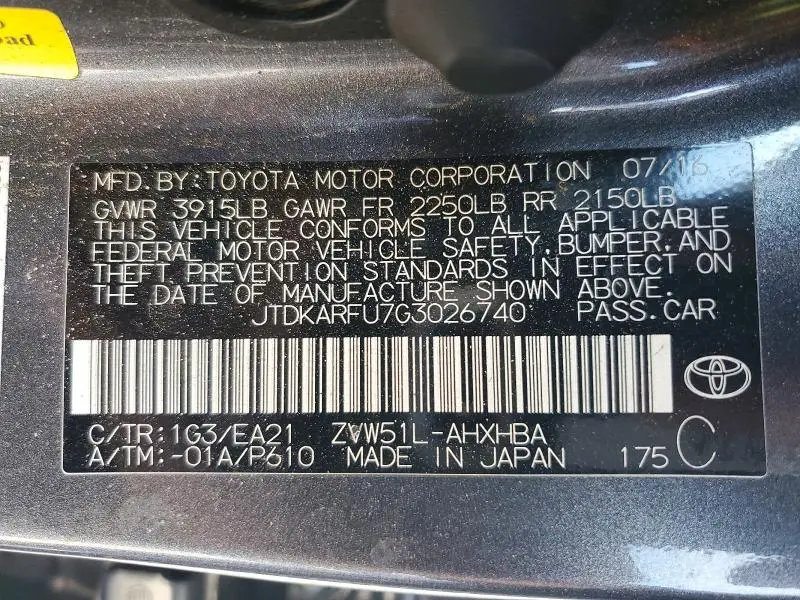 oad
MFD.BY:TOYOTA MOTOR CORPORATION 07/16
GVWR 3915LB GAWR FR 2250LB RR 2150LB
THIS VEHICLE CONFORMS TO ALL APPLICABLE
FEDERAL MOTOR VEHICLE SAFETY,BUMPER,AND
THEFT PREVENTION STANDARDS IN EFFECT ON
THE DATE OF MANUFACTURE SHOWN ABOVE.
JTDKARFU7G3026740 PASS.CAR
C/TR:1G3/EA21 ZVW51L-AHXHBA
A/TM:-01A/P610 MADE IN JAPAN 175 C